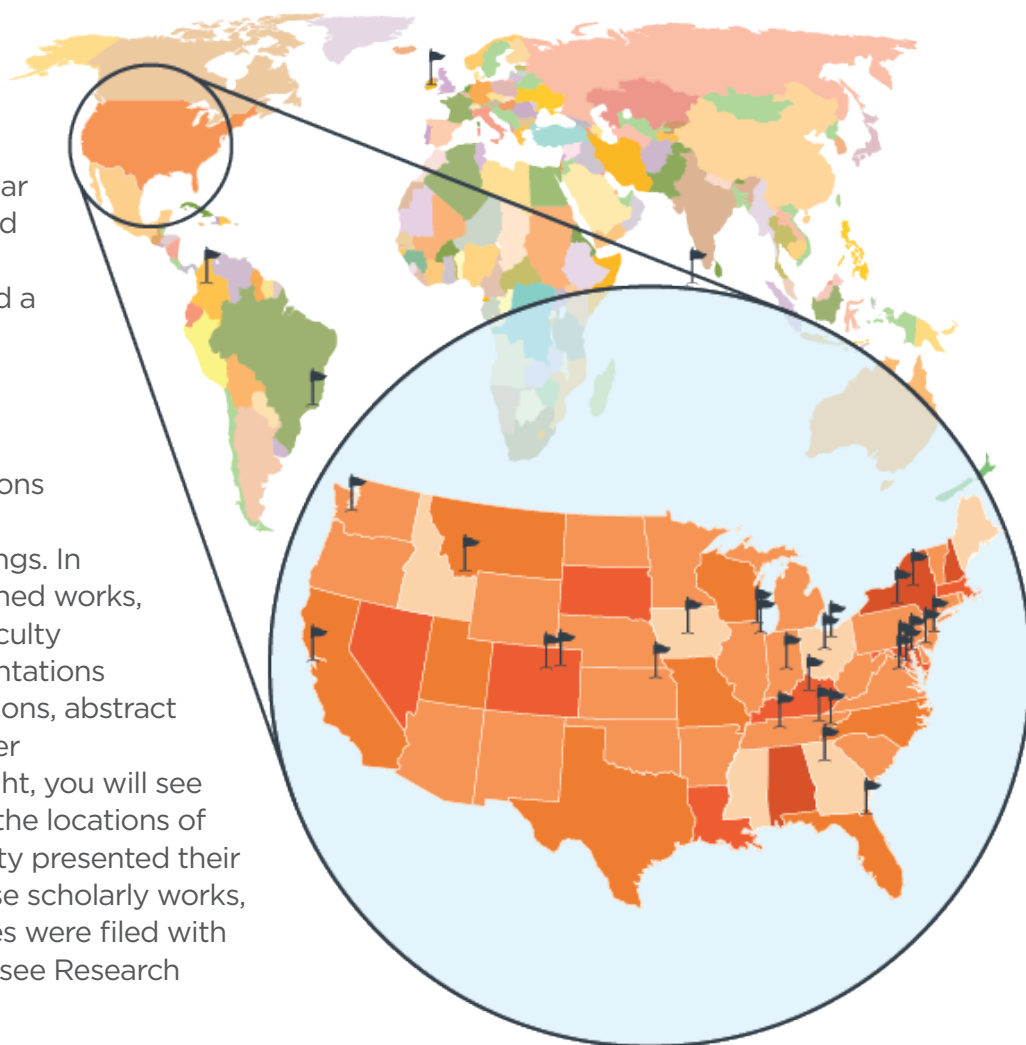 ar
d
d a
ons
ngs. In
ned works,
culty
ntations
ons, abstract
er
ht, you will see
the locations of
ty presented their
se scholarly works,
es were filed with
see Research